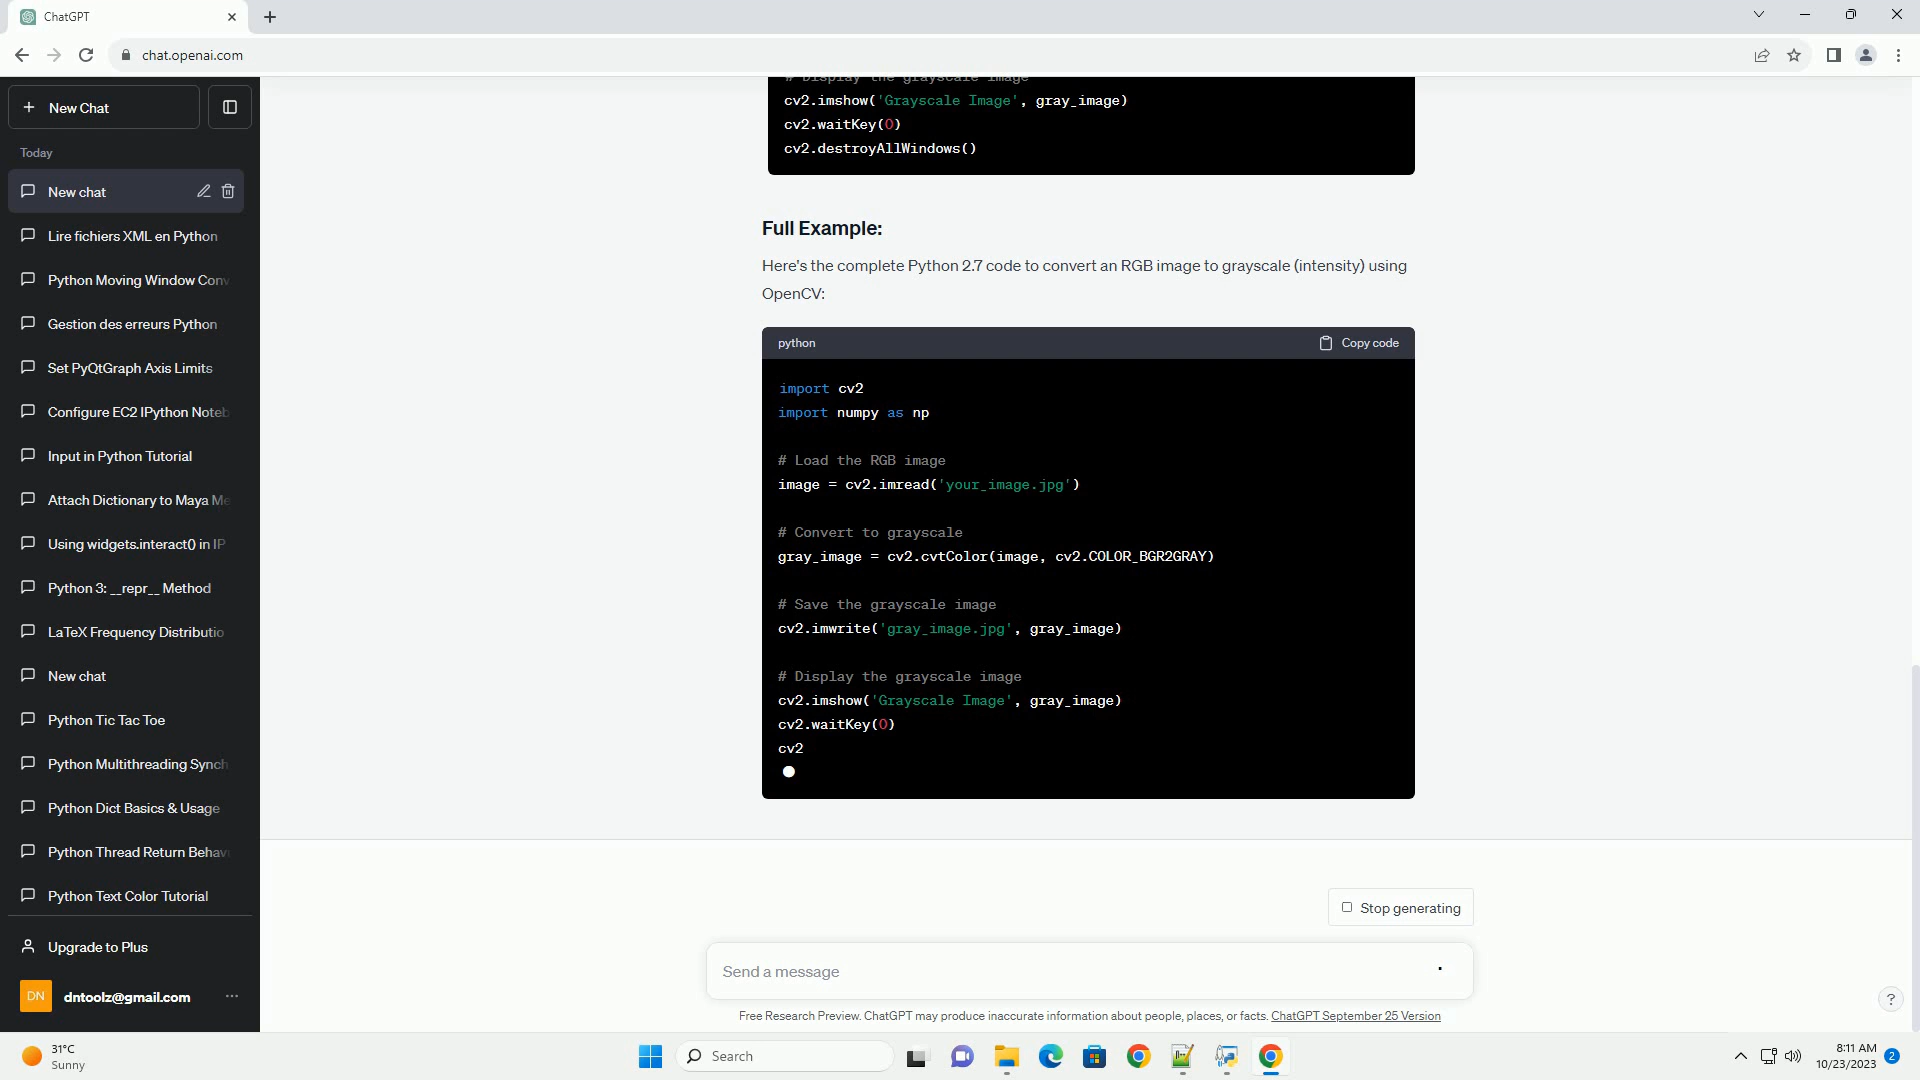 ChatGPT
chat.openai.com
New Chat
Today
New chat
Lire fichiers XML en Python
Python Moving Window Conv
Gestion des erreurs Python
Set PyQtGraph Axis Limits
Configure EC2 IPython Noteb
Input in Python Tutorial
Attach Dictionary to Maya Me
Using widgets.interact() in IP
Python 3: __repr__ Method
LaTeX Frequency Distributio
New chat
Python Tic Tac Toe
Python Multithreading Synch
Python Dict Basics & Usage
Python Thread Return Behav
Python Text Color Tutorial
Upgrade to Plus
DN dntoolz@gmail.com
# Display the grayscale image
cv2.imshow('Grayscale Image', gray_image)
cv2.waitKey(0)
cv2.destroyAllWindows()
Full Example:
Here's the complete Python 2.7 code to convert an RGB image to grayscale (intensity) using
OpenCV:
python Copy code
import cv2
import numpy as np
# Load the RGB image
image = cv2.imread('your_image.jpg')
# Convert to grayscale
gray_image = cv2.cvtColor(image, cv2.COLOR_BGR2GRAY)
# Save the grayscale image
cv2.imwrite('gray_image.jpg', gray_image)
# Display the grayscale image
cv2.imshow('Grayscale Image', gray_image)
cv2.waitKey(0)
cv2
Stop generating
Send a message
Free Research Preview. ChatGPT may produce inaccurate information about people, places, or facts. ChatGPT September 25 Version
?
31°C
Sunny
Search
8:11 AM
10/23/2023
2